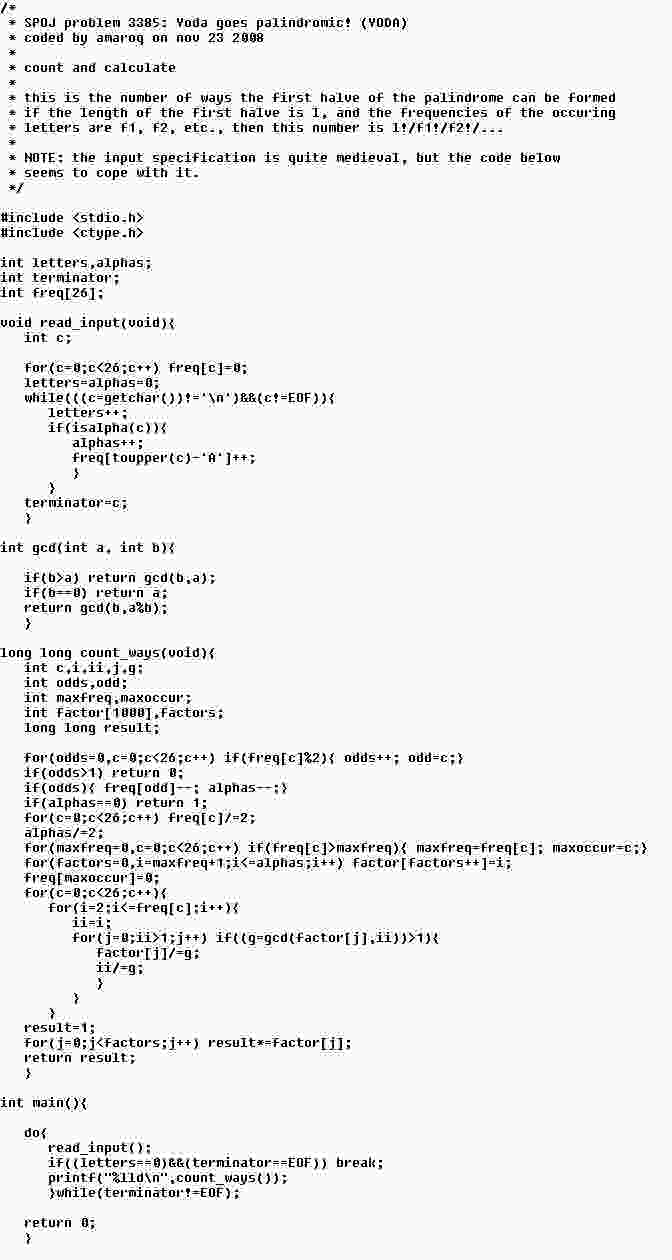 /*
 * SPOJ problem 3385: Yoda goes palindromic! (YODA)
 * coded by amaroq on nov 23 2008
 *
 * count and calculate
 *
 * this is the number of ways the first halve of the palindrome can be formed
 * if the length of the first halve is l, and the frequencies of the occuring
 * letters are f1, f2, etc., then this number is l!/f1!/f2!/...
 *
 * NOTE: the input specification is quite medieval, but the code below
 * seems to cope with it.
 */

#include <stdio.h>
#include <ctype.h>

int letters,alphas;
int terminator;
int freq[26];

void read_input(void){
   int c;

   for(c=0;c<26;c++) freq[c]=0;
   letters=alphas=0;
   while(((c=getchar())!='\n')&&(c!=EOF)){
      letters++;
      if(isalpha(c)){
         alphas++;
         freq[toupper(c)-'A']++;
         }
      }
   terminator=c;
   }

int gcd(int a, int b){

   if(b>a) return gcd(b,a);
   if(b==0) return a;
   return gcd(b,a%b);
   }

long long count_ways(void){
   int c,i,ii,j,g;
   int odds,odd;
   int maxfreq,maxoccur;
   int factor[1000],factors;
   long long result;

   for(odds=0,c=0;c<26;c++) if(freq[c]%2){ odds++; odd=c;}
   if(odds>1) return 0;
   if(odds){ freq[odd]--; alphas--;}
   if(alphas==0) return 1;
   for(c=0;c<26;c++) freq[c]/=2;
   alphas/=2;
   for(maxfreq=0,c=0;c<26;c++) if(freq[c]>maxfreq){ maxfreq=freq[c]; maxoccur=c;}
   for(factors=0,i=maxfreq+1;i<=alphas;i++) factor[factors++]=i;
   freq[maxoccur]=0;
   for(c=0;c<26;c++){
      for(i=2;i<=freq[c];i++){
         ii=i;
         for(j=0;ii>1;j++) if((g=gcd(factor[j],ii))>1){
            factor[j]/=g;
            ii/=g;
            }
         }
      }
   result=1;
   for(j=0;j<factors;j++) result*=factor[j];
   return result;
   }

int main(){

   do{
      read_input();
      if((letters==0)&&(terminator==EOF)) break;
      printf("%lld\n",count_ways());
      }while(terminator!=EOF);

   return 0;
   }